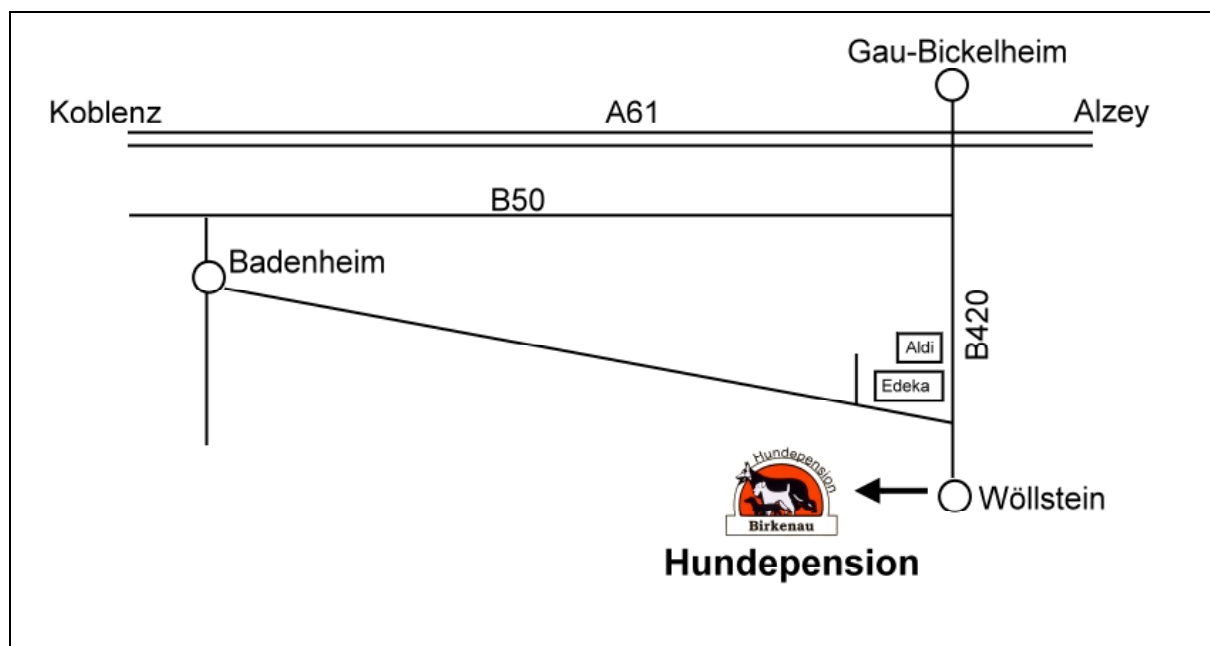 Gau-Bickelheim
Koblenz
A61
Alzey
B50
Badenheim
B420
Aldi
Edeka
Hundepension
Birkenau
Wöllstein
Hundepension